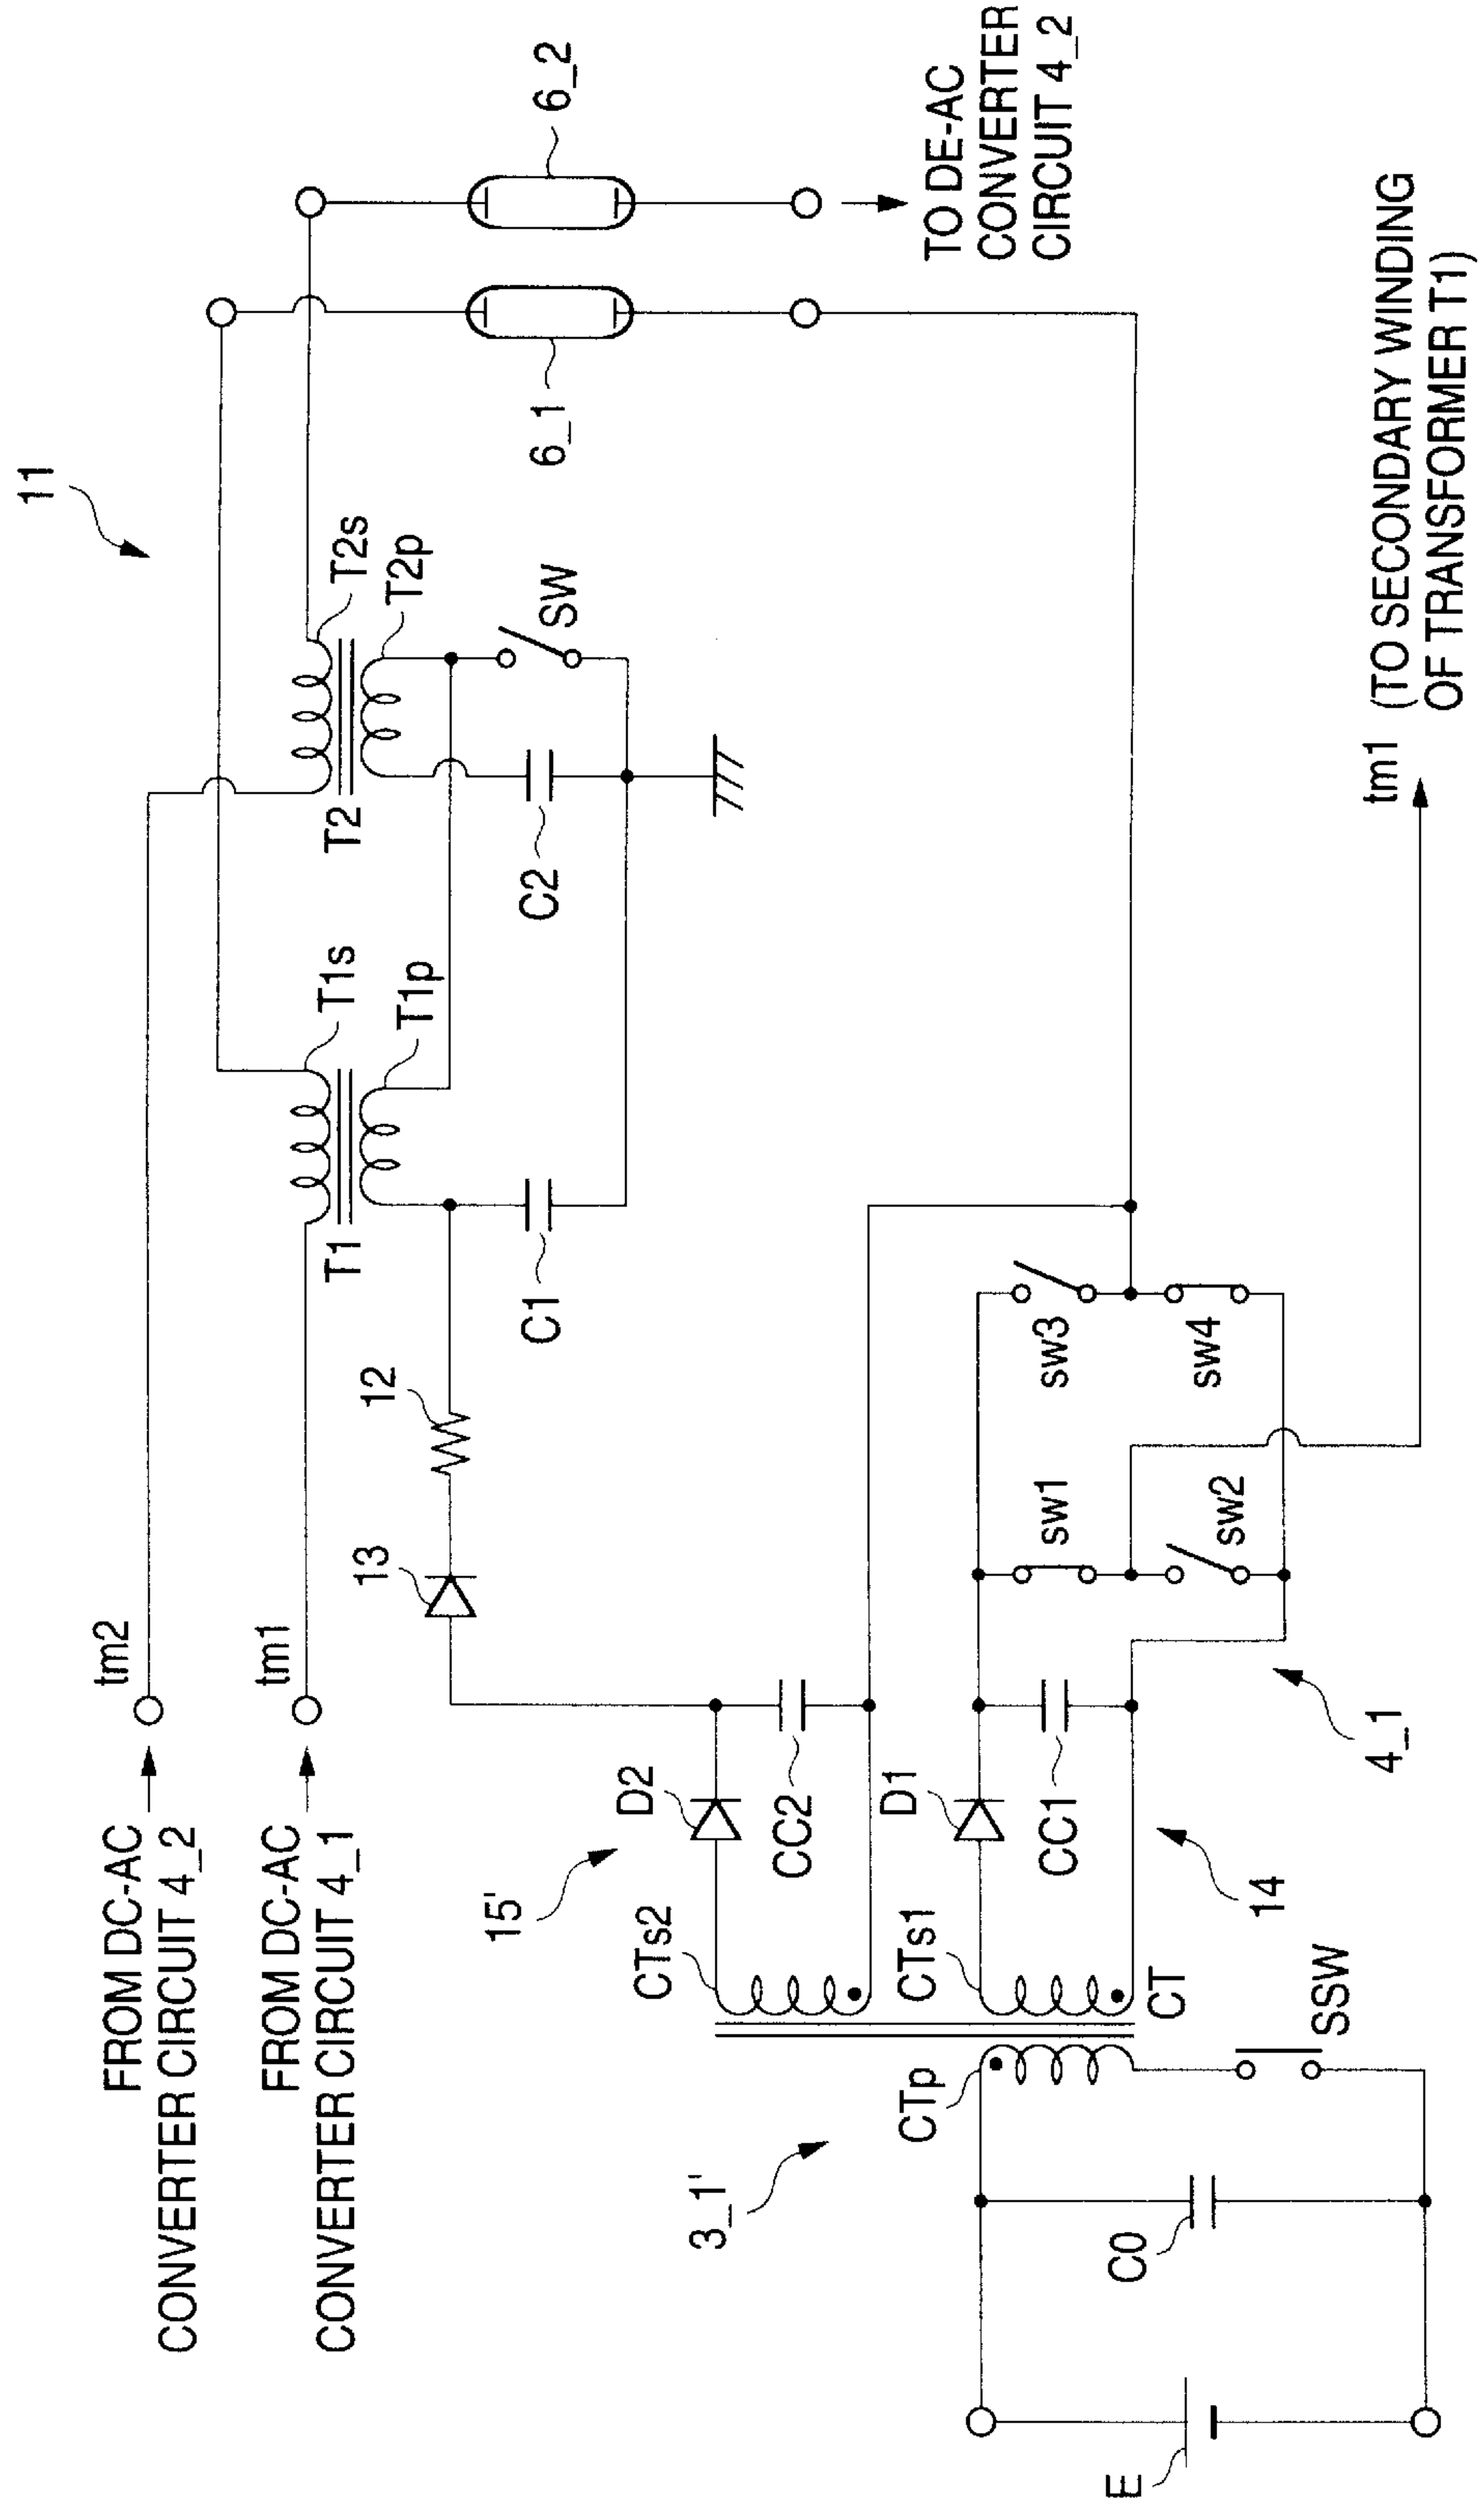 11
FROM DC-AC
CONVERTER CIRCUIT 4_2
tm2
FROM DC-AC
CONVERTER CIRCUIT 4_1
tm1
T1
T1s
T1p
T2
T2s
T2p
13
12
C1
C2
SW
6_1
6_2
TO DE-AC
CONVERTER
CIRCUIT 4_2
15'
CTs2
D2
CC2
3_1'
CTp
CTs1
D1
CC1
CT
14
sw1
sw3
sw2
sw4
E
C0
SSW
4_1
tm1 (TO SECONDARY WINDING
OF TRANSFORMER T1)